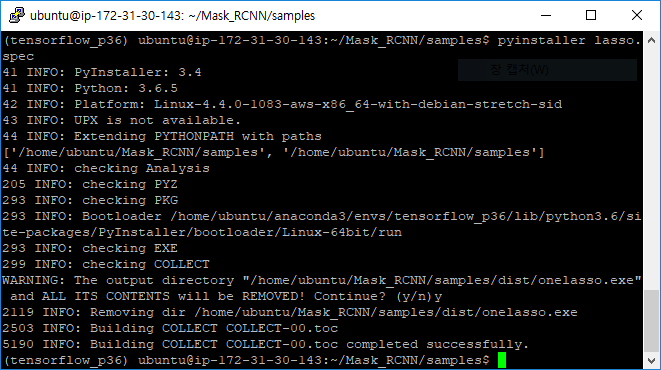 ubuntu@ip-172-31-30-143: ~/Mask_RCNN/samples
(tensorflow_p36) ubuntu@ip-172-31-30-143:~/Mask_RCNN/samples$ pyinstaller lasso.
spec
41 INFO: PyInstaller: 3.4
창 캡처(W)
41 INFO: Python: 3.6.5
42 INFO: Platform: Linux-4.4.0-1083-aws-x86_64-with-debian-stretch-sid
43 INFO: UPX is not available.
44 INFO: Extending PYTHONPATH with paths
['/home/ubuntu/Mask_RCNN/samples', '/home/ubuntu/Mask_RCNN/samples']
44 INFO: checking Analysis
205 INFO: checking PYZ
293 INFO: checking PKG
293 INFO: Bootloader /home/ubuntu/anaconda3/envs/tensorflow_p36/lib/python3.6/si
te-packages/PyInstaller/bootloader/Linux-64bit/run
293 INFO: checking EXE
299 INFO: checking COLLECT
WARNING: The output directory "/home/ubuntu/Mask_RCNN/samples/dist/onelasso.exe"
 and ALL ITS CONTENTS will be REMOVED! Continue? (y/n)y
2119 INFO: Removing dir /home/ubuntu/Mask_RCNN/samples/dist/onelasso.exe
2503 INFO: Building COLLECT COLLECT-00.toc
5190 INFO: Building COLLECT COLLECT-00.toc completed successfully.
(tensorflow_p36) ubuntu@ip-172-31-30-143:~/Mask_RCNN/samples$